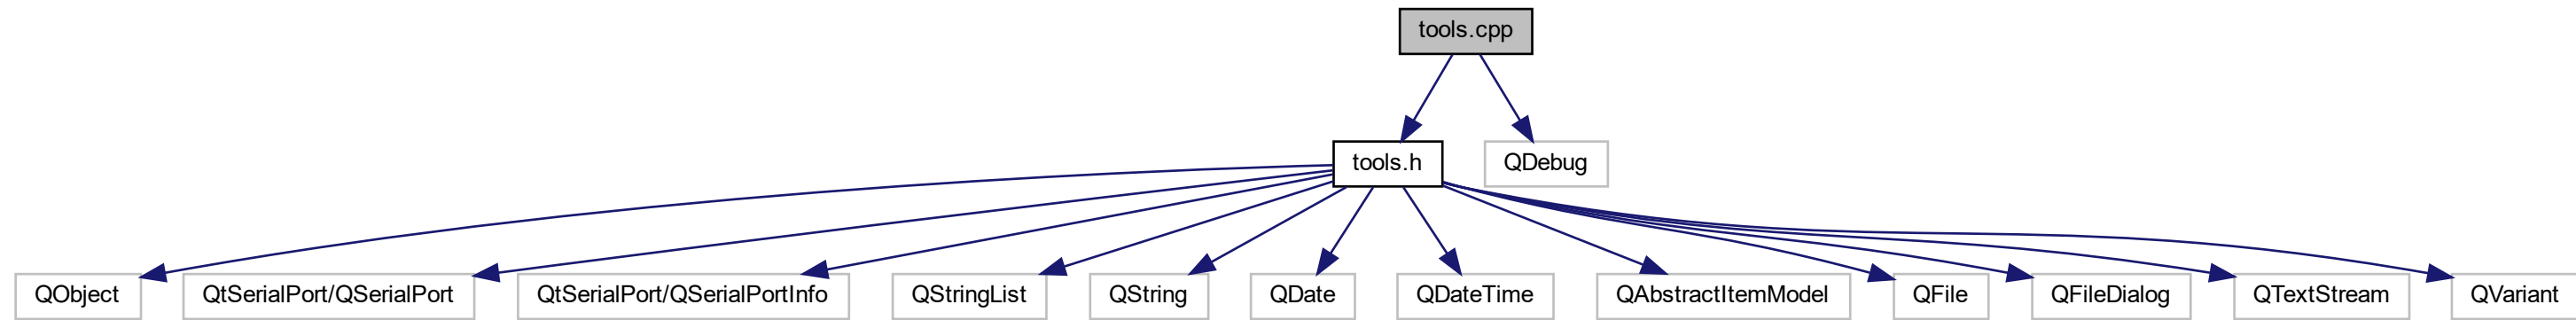 tools.cpp
tools.h
QDebug
QObject
QtSerialPort/QSerialPort
QtSerialPort/QSerialPortInfo
QStringList
QString
QDate
QDateTime
QAbstractItemModel
QFile
QFileDialog
QTextStream
QVariant